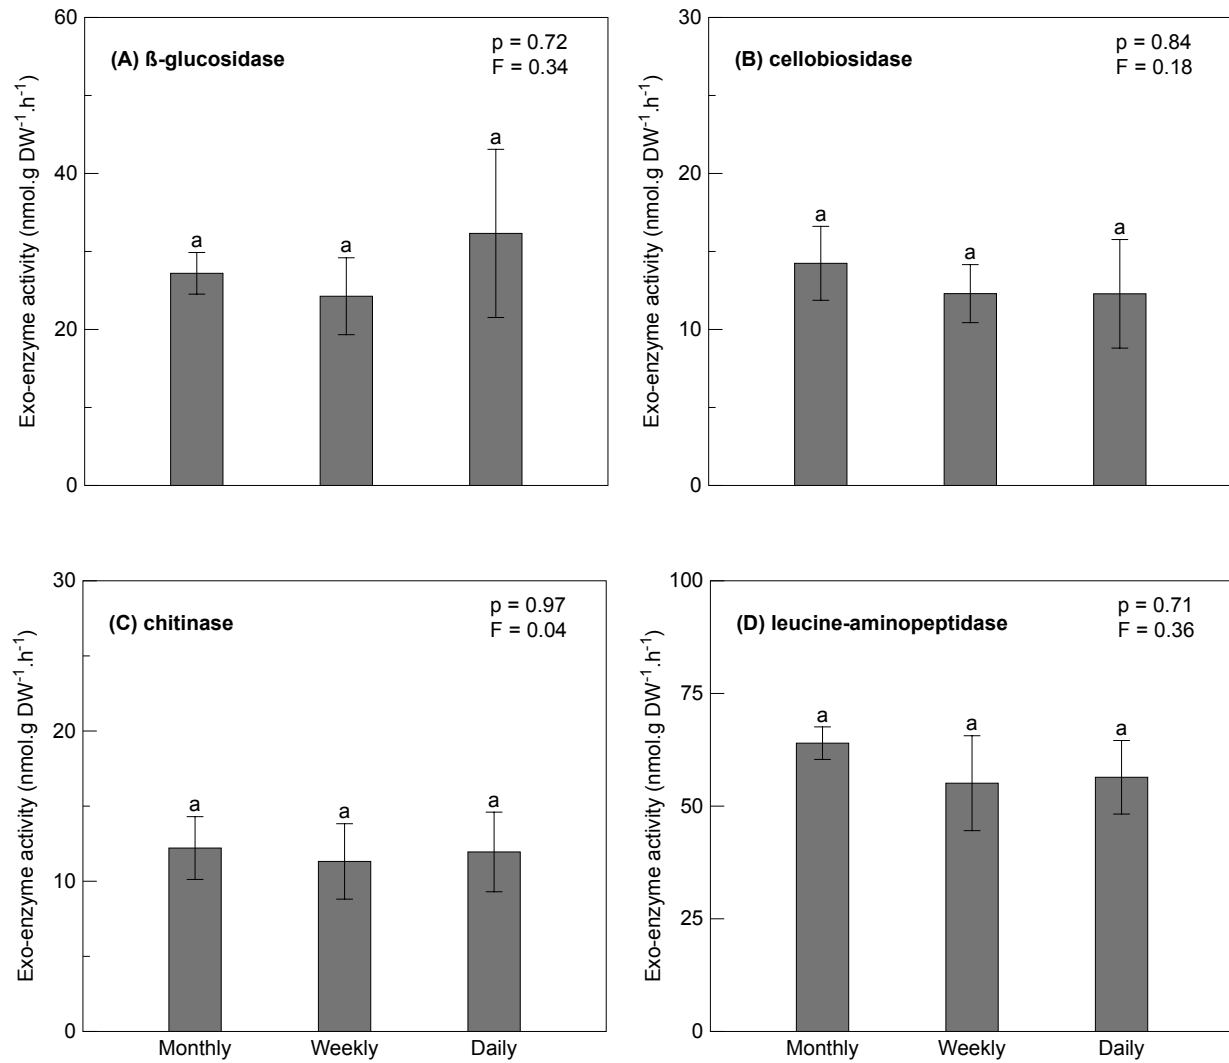 60
40
20
0
Exo-enzyme activity (nmol.g DW⁻¹.h⁻¹)
(A) ß-glucosidase
p = 0.72
F = 0.34
a
a
a
30
20
10
0
Exo-enzyme activity (nmol.g DW⁻¹.h⁻¹)
(B) cellobiosidase
p = 0.84
F = 0.18
a
a
a
30
20
10
0
Exo-enzyme activity (nmol.g DW⁻¹.h⁻¹)
(C) chitinase
p = 0.97
F = 0.04
a
a
a
Monthly
Weekly
Daily
100
75
50
25
0
Exo-enzyme activity (nmol.g DW⁻¹.h⁻¹)
(D) leucine-aminopeptidase
p = 0.71
F = 0.36
a
a
a
Monthly
Weekly
Daily